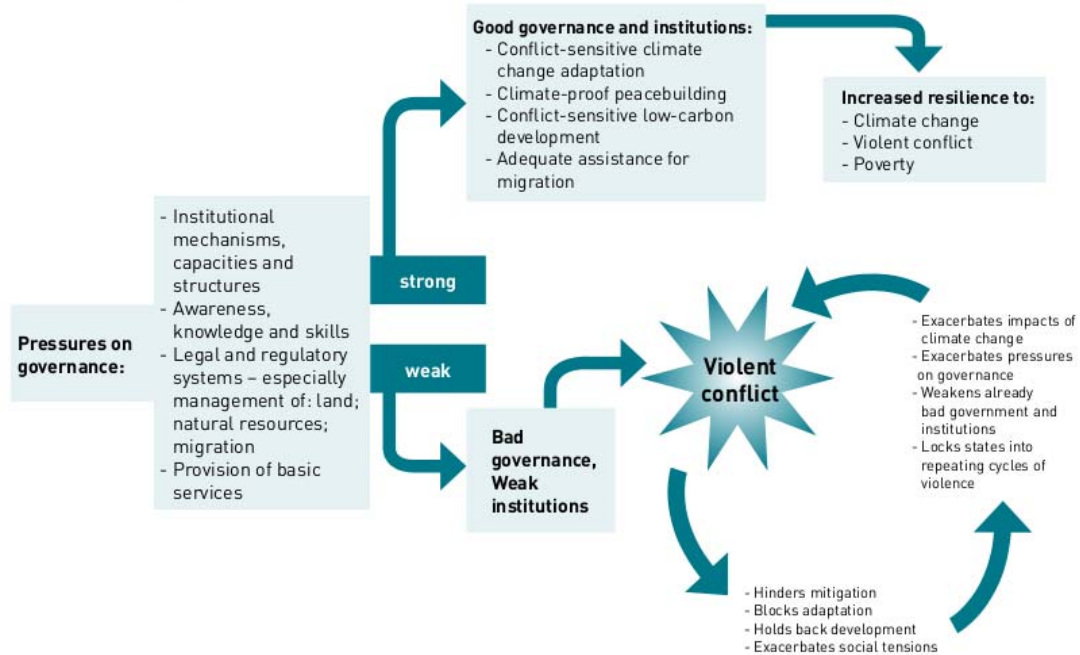 Pressures on
governance:
- Institutional
mechanisms,
capacities and
structures
- Awareness,
knowledge and skills
- Legal and regulatory
systems – especially
management of: land;
natural resources;
migration
- Provision of basic
services
strong
weak
Good governance and institutions:
- Conflict-sensitive climate
change adaptation
- Climate-proof peacebuilding
- Conflict-sensitive low-carbon
development
- Adequate assistance for
migration
Increased resilience to:
- Climate change
- Violent conflict
- Poverty
Bad
governance,
Weak
institutions
Violent
conflict
- Hinders mitigation
- Blocks adaptation
- Holds back development
- Exacerbates social tensions
- Exacerbates impacts of
climate change
- Exacerbates pressures
on governance
- Weakens already
bad government and
institutions
- Locks states into
repeating cycles of
violence